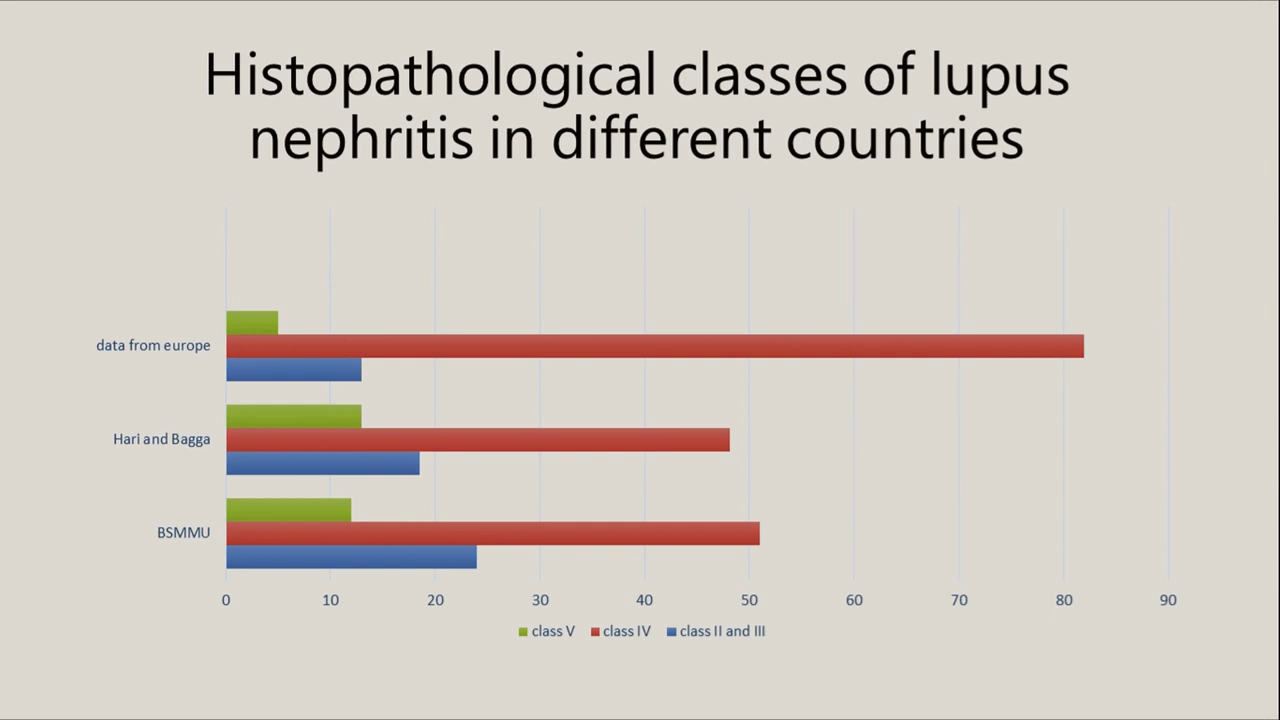 Histopathological classes of lupus
nephritis in different countries
data from europe
Hari and Bagga
BSMMU
0 10 20 30 40 50 60 70 80 90
class V class IV class II and III